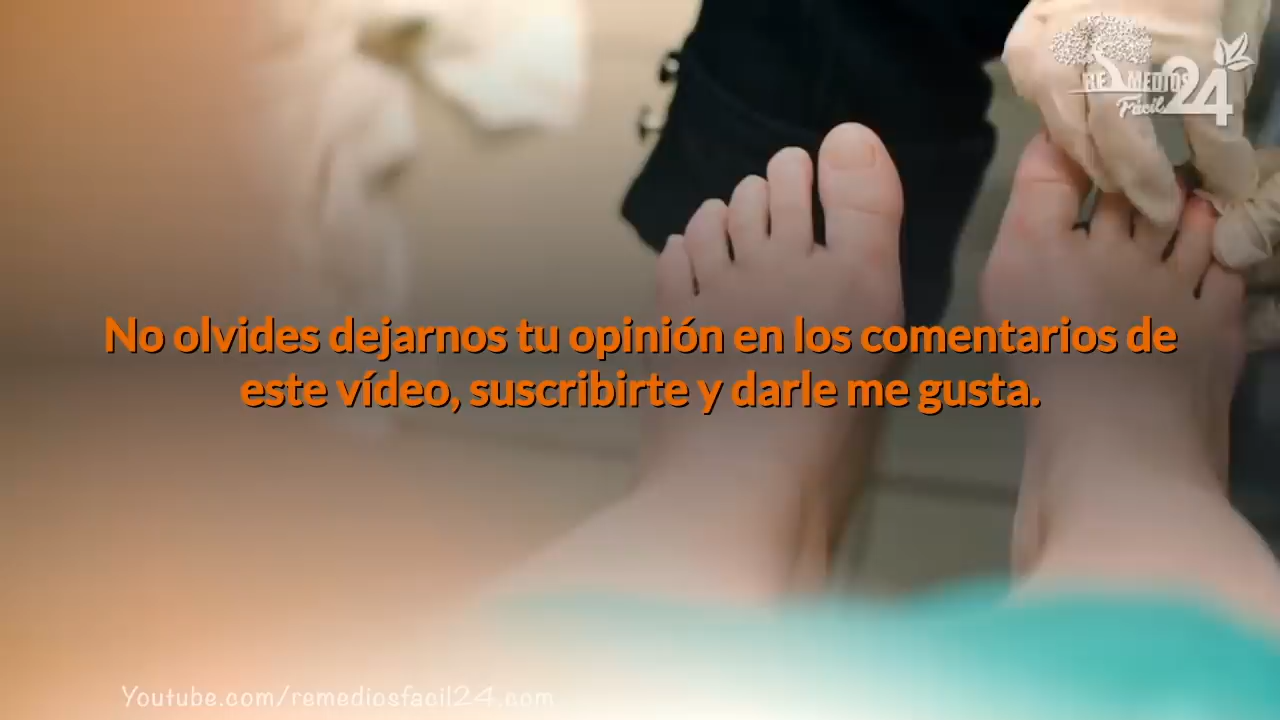 REMEDIOS
Fácil 24
No olvides dejarnos tu opinión en los comentarios de
este vídeo, suscribirte y darle me gusta.
Youtube.com/remediosfacil24.com